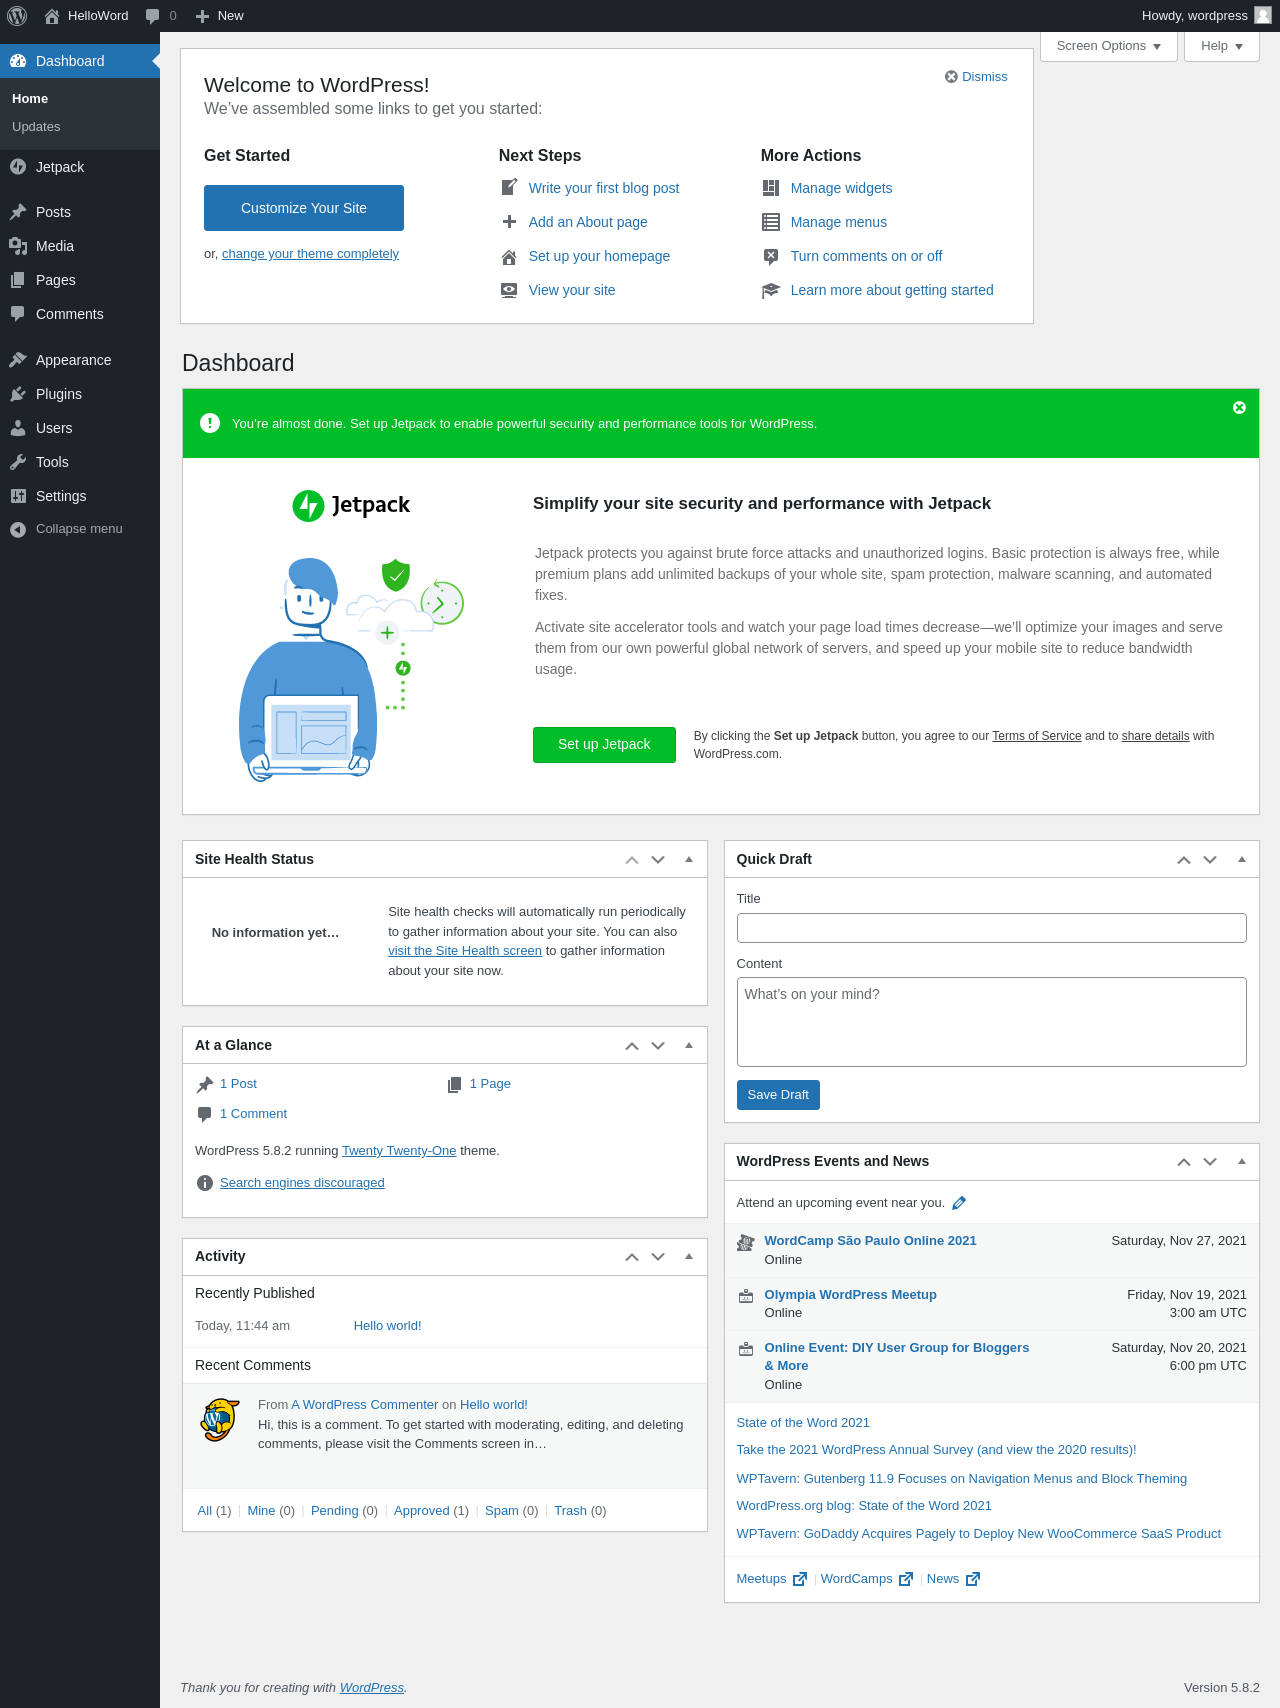 HelloWord
0
New
Howdy, wordpress
Dashboard
Home
Updates
Jetpack
Posts
Media
Pages
Comments
Appearance
Plugins
Users
Tools
Settings
Collapse menu
Screen Options
Help
Welcome to WordPress!
Dismiss
We've assembled some links to get you started:
Get Started
Customize Your Site
or, change your theme completely
Next Steps
Write your first blog post
Add an About page
Set up your homepage
View your site
More Actions
Manage widgets
Manage menus
Turn comments on or off
Learn more about getting started
Dashboard
You're almost done. Set up Jetpack to enable powerful security and performance tools for WordPress.
Jetpack
Simplify your site security and performance with Jetpack
Jetpack protects you against brute force attacks and unauthorized logins. Basic protection is always free, while
premium plans add unlimited backups of your whole site, spam protection, malware scanning, and automated
fixes.
Activate site accelerator tools and watch your page load times decrease—we'll optimize your images and serve
them from our own powerful global network of servers, and speed up your mobile site to reduce bandwidth
usage.
Set up Jetpack
By clicking the Set up Jetpack button, you agree to our Terms of Service and to share details with
WordPress.com.
Site Health Status
No information yet…
Site health checks will automatically run periodically
to gather information about your site. You can also
visit the Site Health screen to gather information
about your site now.
At a Glance
1 Post
1 Page
1 Comment
WordPress 5.8.2 running Twenty Twenty-One theme.
Search engines discouraged
Activity
Recently Published
Today, 11:44 am
Hello world!
Recent Comments
From A WordPress Commenter on Hello world!
Hi, this is a comment. To get started with moderating, editing, and deleting
comments, please visit the Comments screen in…
All (1) | Mine (0) | Pending (0) | Approved (1) | Spam (0) | Trash (0)
Quick Draft
Title
Content
What's on your mind?
Save Draft
WordPress Events and News
Attend an upcoming event near you.
WordCamp São Paulo Online 2021
Online
Saturday, Nov 27, 2021
Olympia WordPress Meetup
Online
Friday, Nov 19, 2021
3:00 am UTC
Online Event: DIY User Group for Bloggers
& More
Online
Saturday, Nov 20, 2021
6:00 pm UTC
State of the Word 2021
Take the 2021 WordPress Annual Survey (and view the 2020 results)!
WPTavern: Gutenberg 11.9 Focuses on Navigation Menus and Block Theming
WordPress.org blog: State of the Word 2021
WPTavern: GoDaddy Acquires Pagely to Deploy New WooCommerce SaaS Product
Meetups | WordCamps | News
Thank you for creating with WordPress.
Version 5.8.2